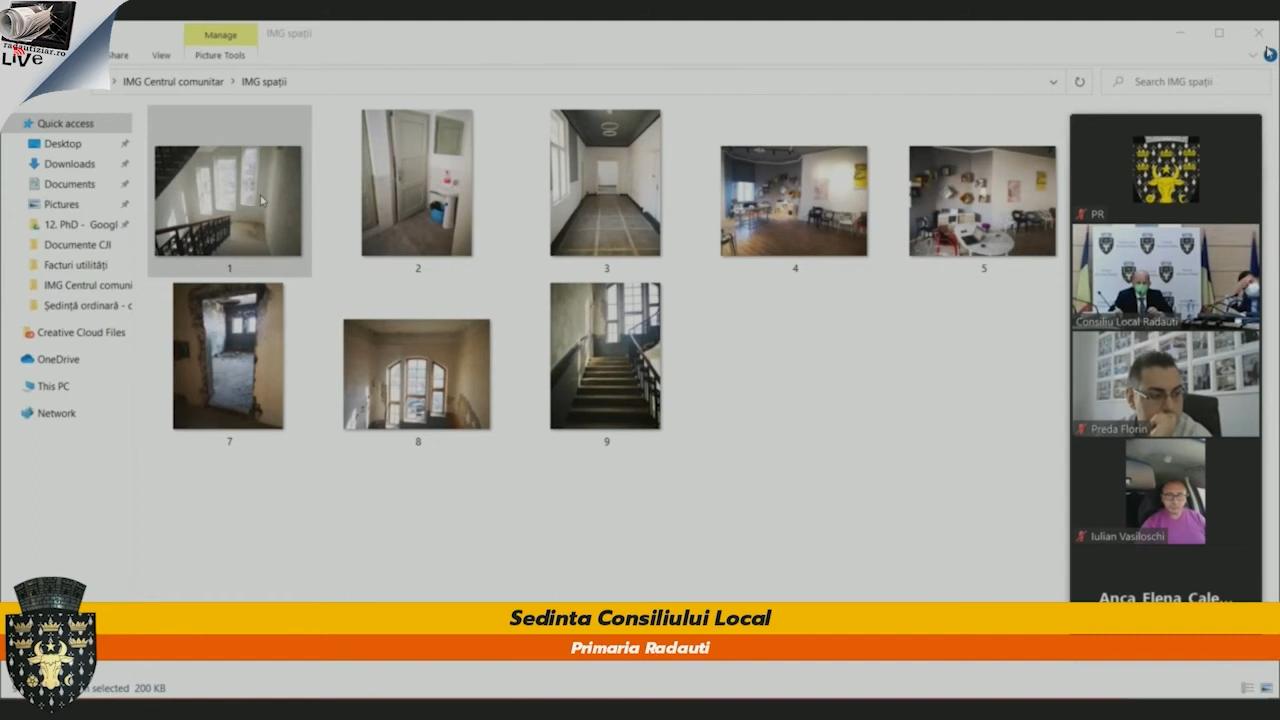 radautiziar.ro
LiVe
Manage
IMG spații
Share
View
Picture Tools
IMG Centrul comunitar > IMG spații
Search IMG spații
Quick access
Desktop
Downloads
Documents
Pictures
12. PhD - Googl
Documente CJI
Facturi utilități
IMG Centrul comuni
Ședință ordinară - c
Creative Cloud Files
OneDrive
This PC
Network
1
2
3
4
5
7
8
9
PR
Consiliu Local Radauti
Preda Florin
Iulian Vasiloschi
Anca Elena Cale...
Sedinta Consiliului Local
Primaria Radauti
selected 200 KB